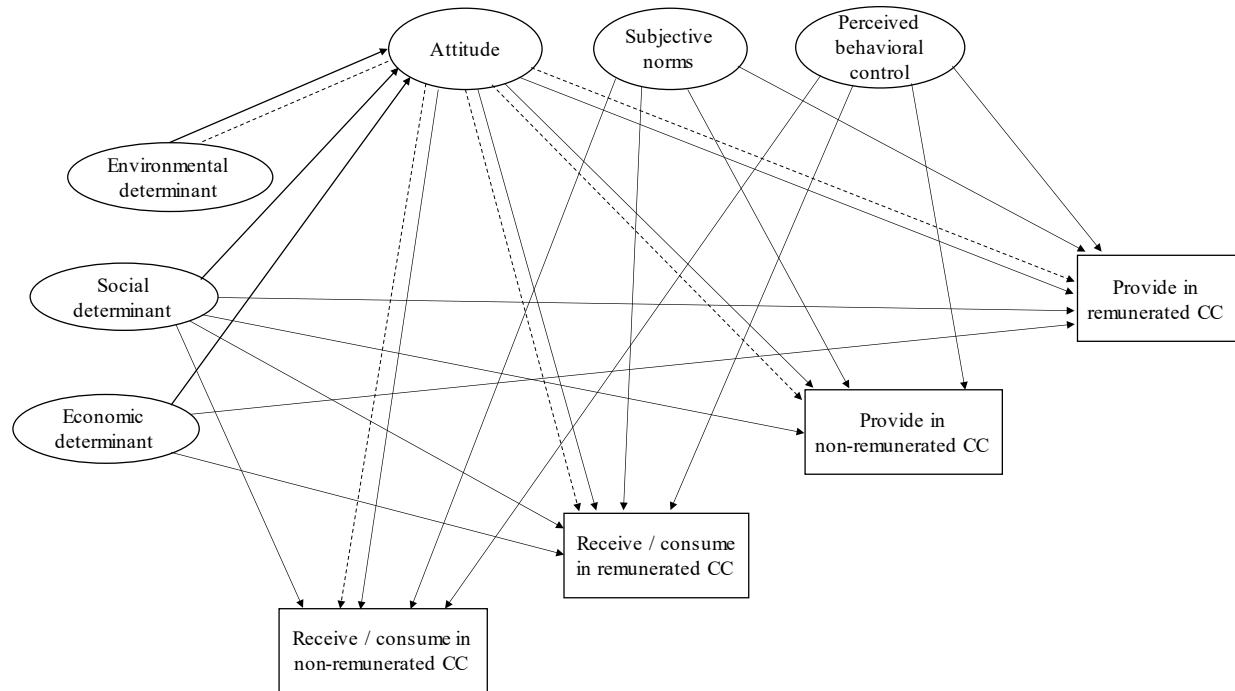 Attitude
Subjective
norms
Perceived
behavioral
control
Environmental
determinant
Social
determinant
Provide in
remunerated CC
Economic
determinant
Provide in
non-remunerated CC
Receive / consume
in remunerated CC
Receive / consume in
non-remunerated CC